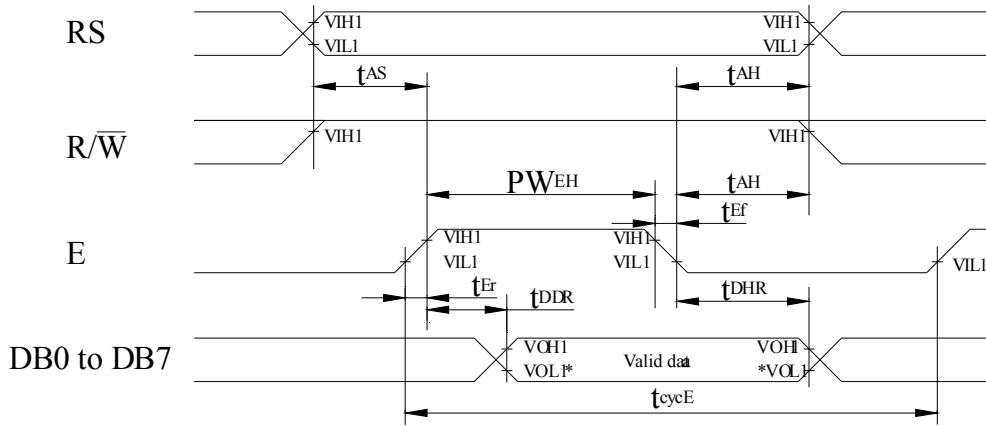 RS
VIH1
VIL1
VIH1
VIL1
tAS
tAH
R/W̅
VIH1
VIH1
PWEH
tAH
tEf
E
VIH1
VIL1
VIH1
VIL1
VIL1
tEr
tDDR
tDHR
DB0 to DB7
VOH1
VOL1*
Valid data
VOH1
*VOL1
tcycE